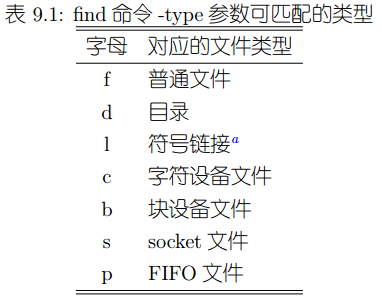 表 9.1: find 命令 -type 参数可匹配的类型
字母 对应的文件类型
f 普通文件
d 目录
l 符号链接a
c 字符设备文件
b 块设备文件
s socket 文件
p FIFO 文件